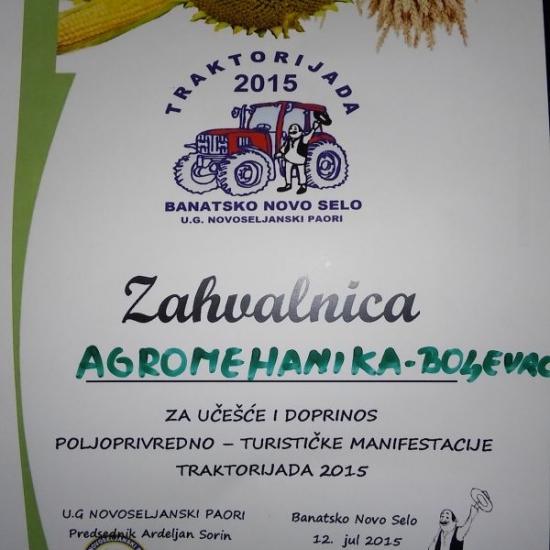 TRAKTORIJADA
2015
BANATSKO NOVO SELO
U.G. NOVOSELJANSKI PAORI
Zahvalnica
AGROMEHANIKA-BOLJEVAC
ZA UČEŠĆE I DOPRINOS
POLJOPRIVREDNO – TURISTIČKE MANIFESTACIJE
TRAKTORIJADA 2015
U.G NOVOSELJANSKI PAORI
Predsednik Ardeljan Sorin
Banatsko Novo Selo
12. jul 2015